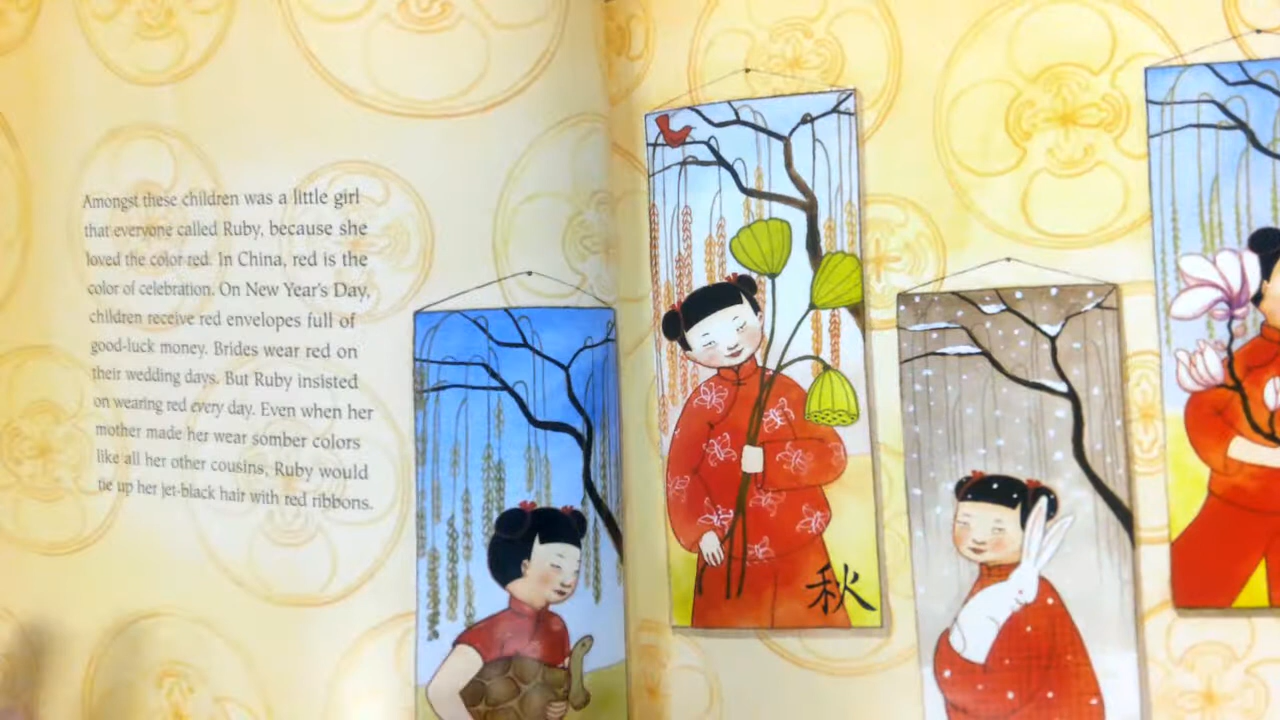 Amongst these children was a little girl
that everyone called Ruby, because she
loved the color red. In China, red is the
color of celebration. On New Year's Day,
children receive red envelopes full of
good-luck money. Brides wear red on
their wedding days. But Ruby insisted
on wearing red every day. Even when her
mother made her wear somber colors
like all her other cousins, Ruby would
tie up her jet-black hair with red ribbons.
秋